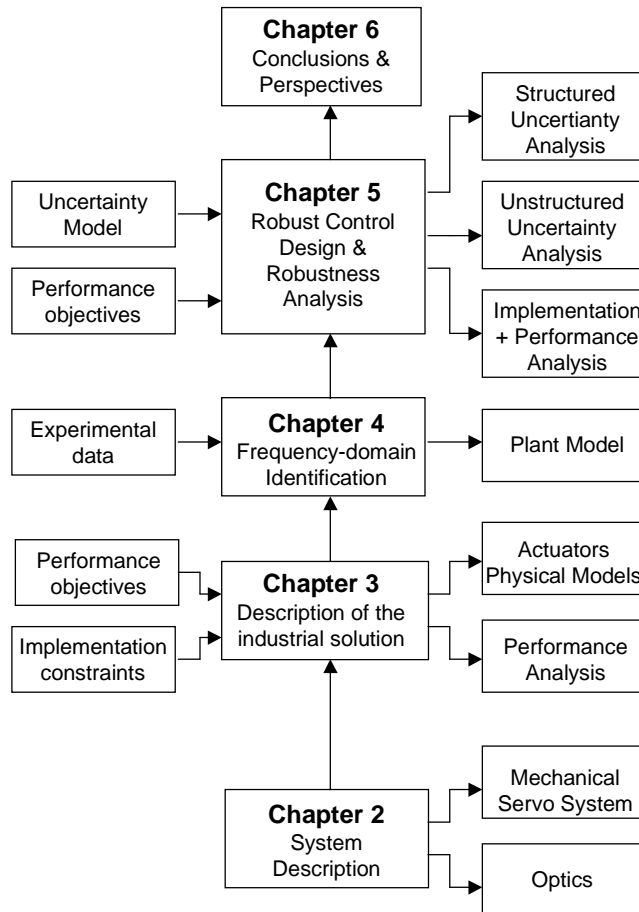 Chapter 6
Conclusions &
Perspectives
Structured
Uncertianty
Analysis
Chapter 5
Robust Control
Design &
Robustness
Analysis
Uncertainty
Model
Performance
objectives
Unstructured
Uncertainty
Analysis
Implementation
+ Performance
Analysis
Chapter 4
Frequency-domain
Identification
Experimental
data
Plant Model
Chapter 3
Description of the
industrial solution
Performance
objectives
Implementation
constraints
Actuators
Physical Models
Performance
Analysis
Chapter 2
System
Description
Mechanical
Servo System
Optics